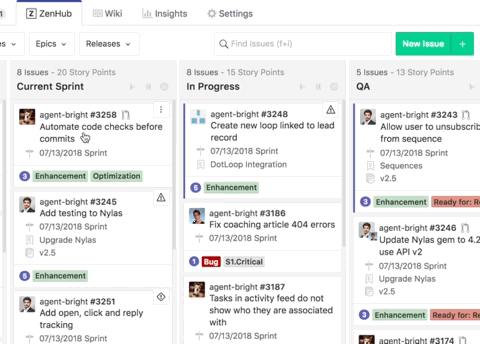 ZenHub
Wiki
Insights
Settings
Epics
Releases
Find Issues (f+i)
New Issue +
8 Issues - 20 Story Points
Current Sprint
agent-bright #3258
Automate code checks before
commits
07/13/2018 Sprint
3 Enhancement Optimization
agent-bright #3245
Add testing to Nylas
07/13/2018 Sprint
Upgrade Nylas
v2.5
5 Enhancement
agent-bright #3251
Add open, click and reply
tracking
07/13/2018 Sprint
8 Issues - 15 Story Points
In Progress
agent-bright #3248
Create new loop linked to lead
record
07/13/2018 Sprint
DotLoop Integration
5 Enhancement
agent-bright #3186
Fix coaching article 404 errors
07/13/2018 Sprint
1 Bug S1.Critical
agent-bright #3187
Tasks in activity feed do not
show who they are associated
with
07/13/2018 Sprint
5 Issues - 13 Story Points
QA
agent-bright #3243
Allow user to unsubscrib
from sequence
07/13/2018 Sprint
Sequences
v2.5
3 Enhancement Ready for: Re
agent-bright #3246
Update Nylas gem to 4.2
use API v2
07/13/2018 Sprint
Upgrade Nylas
v2.5
3 Enhancement Ready for: R
agent-bright #3174